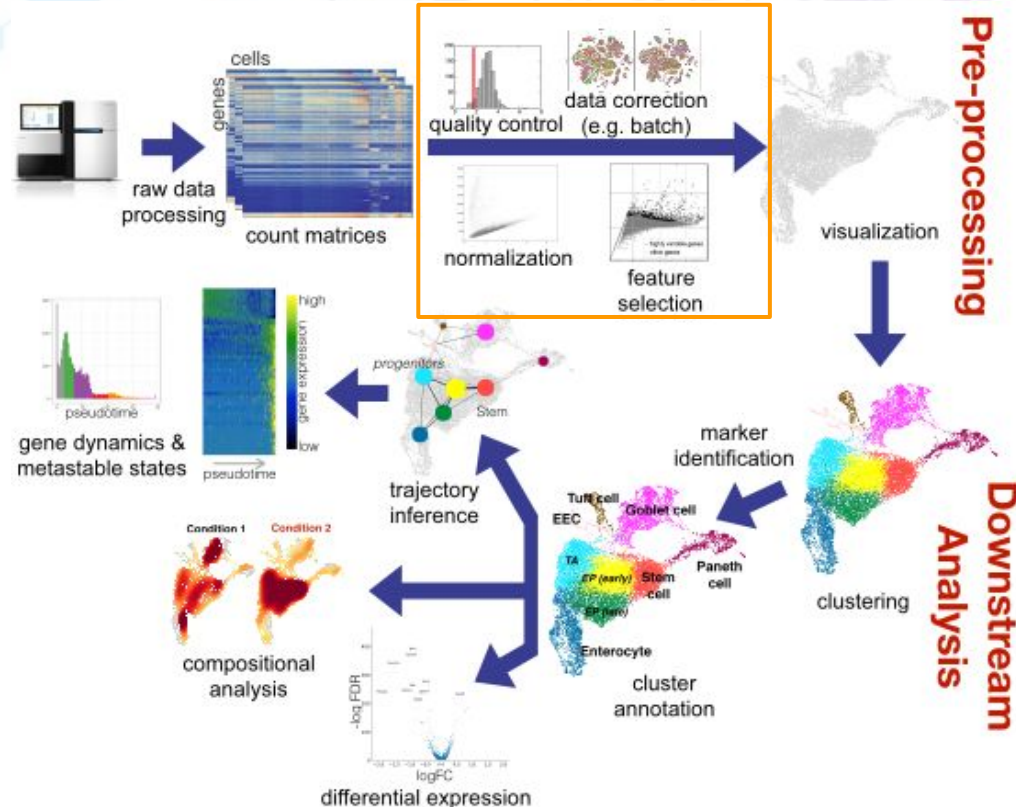 cells
genes
raw data
processing
count matrices
quality control
data correction
(e.g. batch)
normalization
feature
selection
visualization
Pre-processing
Downstream
Analysis
clustering
marker
identification
Tuft cell
EEC
Goblet cell
Paneth
cell
TA
EP (early)
Stem
cell
EP (late)
Enterocyte
cluster
annotation
progenitors
Stem
trajectory
inference
high
gene expression
low
pseudotime
pseudotime
gene dynamics &
metastable states
Condition 1
Condition 2
compositional
analysis
-log FDR
logFC
differential expression